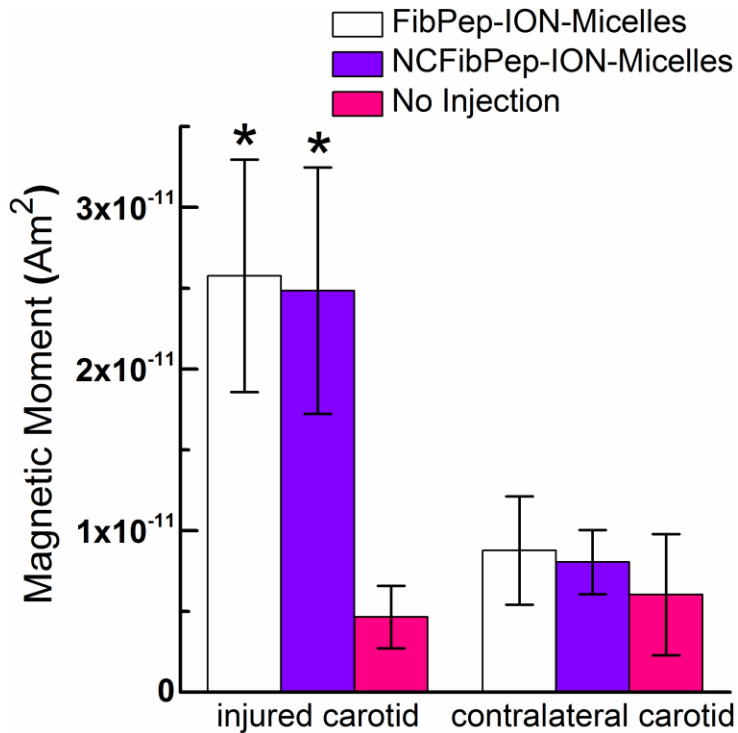 FibPep-ION-Micelles
NCFibPep-ION-Micelles
No Injection
* *
Magnetic Moment (Am²)
3x10⁻¹¹
2x10⁻¹¹
1x10⁻¹¹
0
injured carotid contralateral carotid